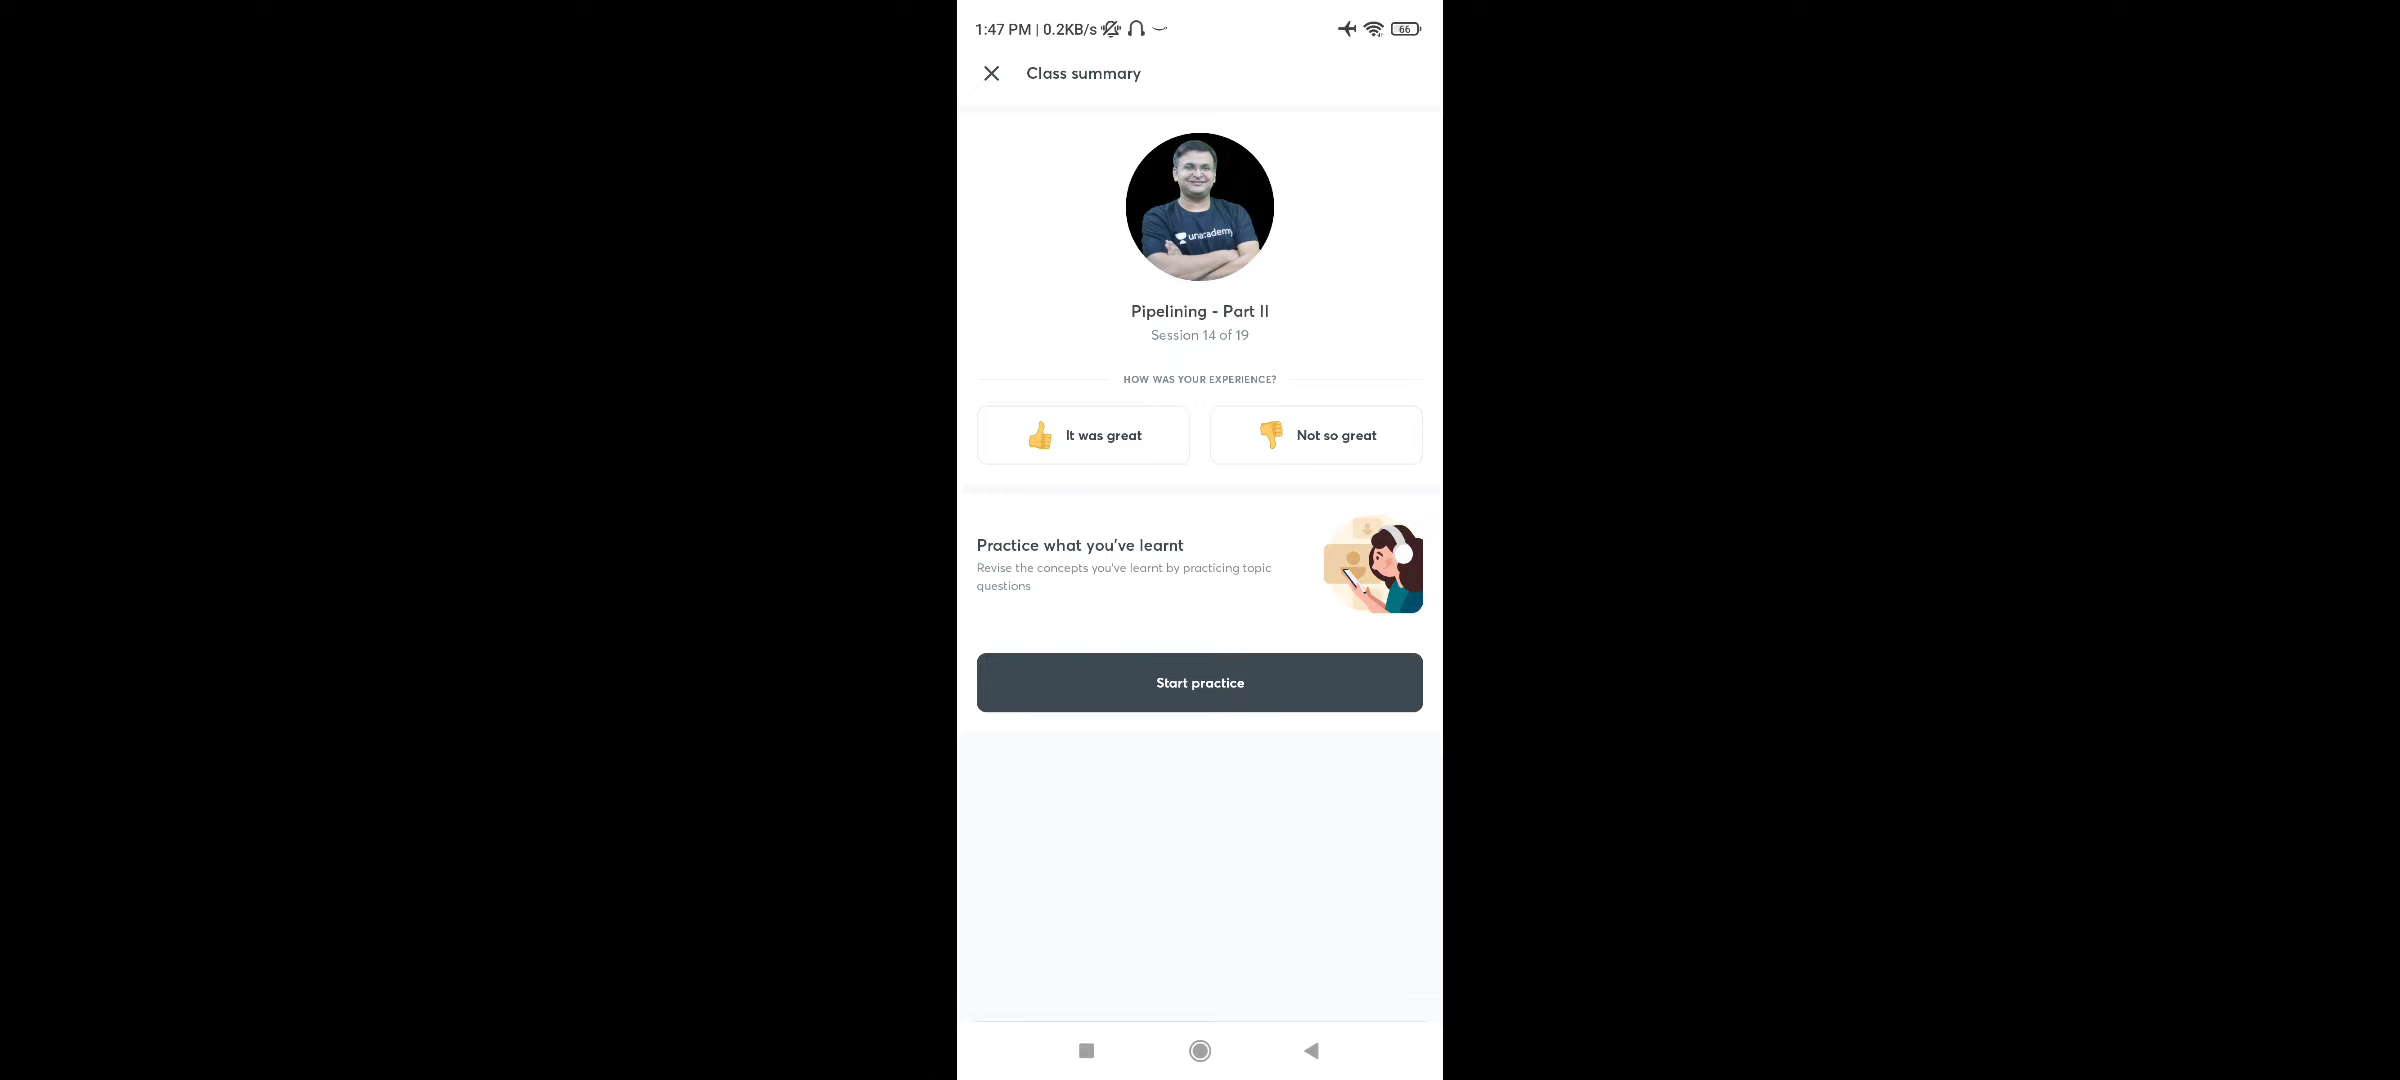 1:47 PM | 0.2KB/s
66
Class summary
unacademy
Pipelining - Part II
Session 14 of 19
HOW WAS YOUR EXPERIENCE?
It was great
Not so great
Practice what you've learnt
Revise the concepts you've learnt by practicing topic
questions
Start practice